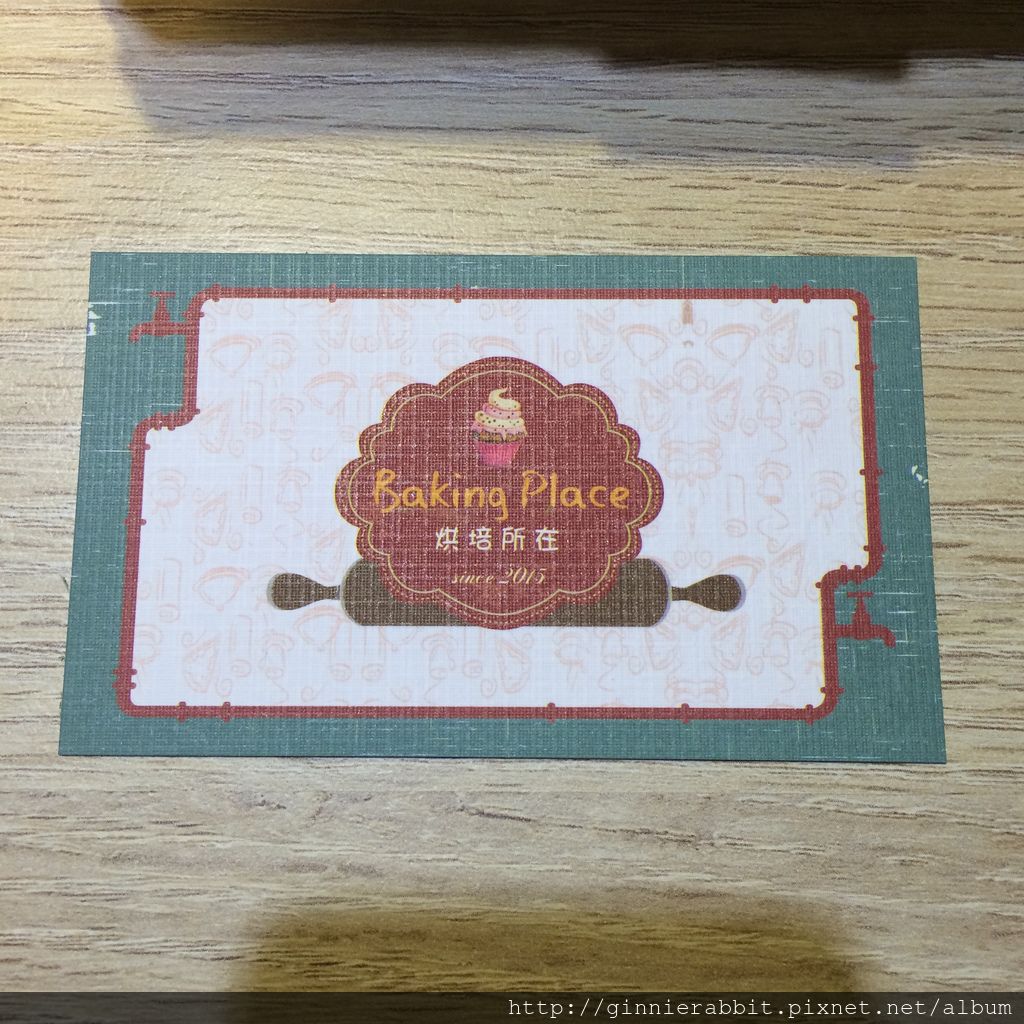 Baking Place
烘培所在
since 2015
http://ginnierabbit.pixnet.net/album